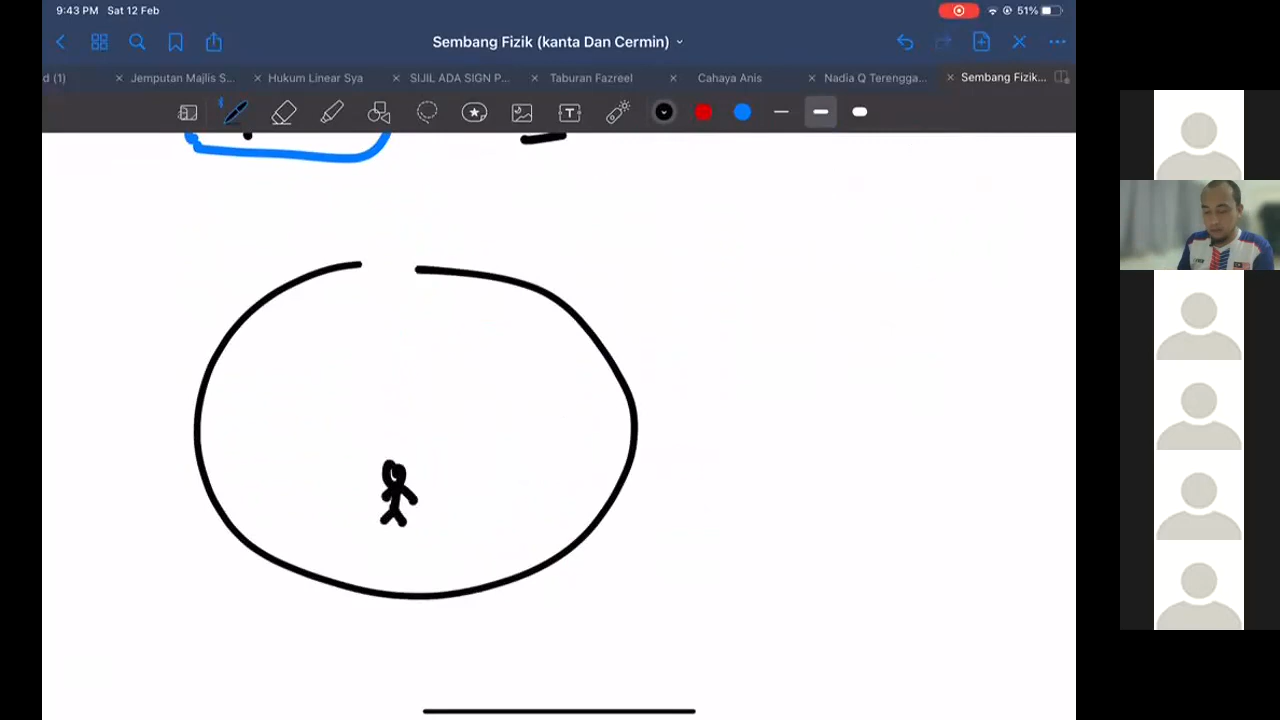 9:43 PM Sat 12 Feb
51%
Sembang Fizik (kanta Dan Cermin)
d (1)
Jemputan Majlis S...
Hukum Linear Sya
SIJIL ADA SIGN P...
Taburan Fazreel
Cahaya Anis
Nadia Q Terengga...
Sembang Fizik...
T